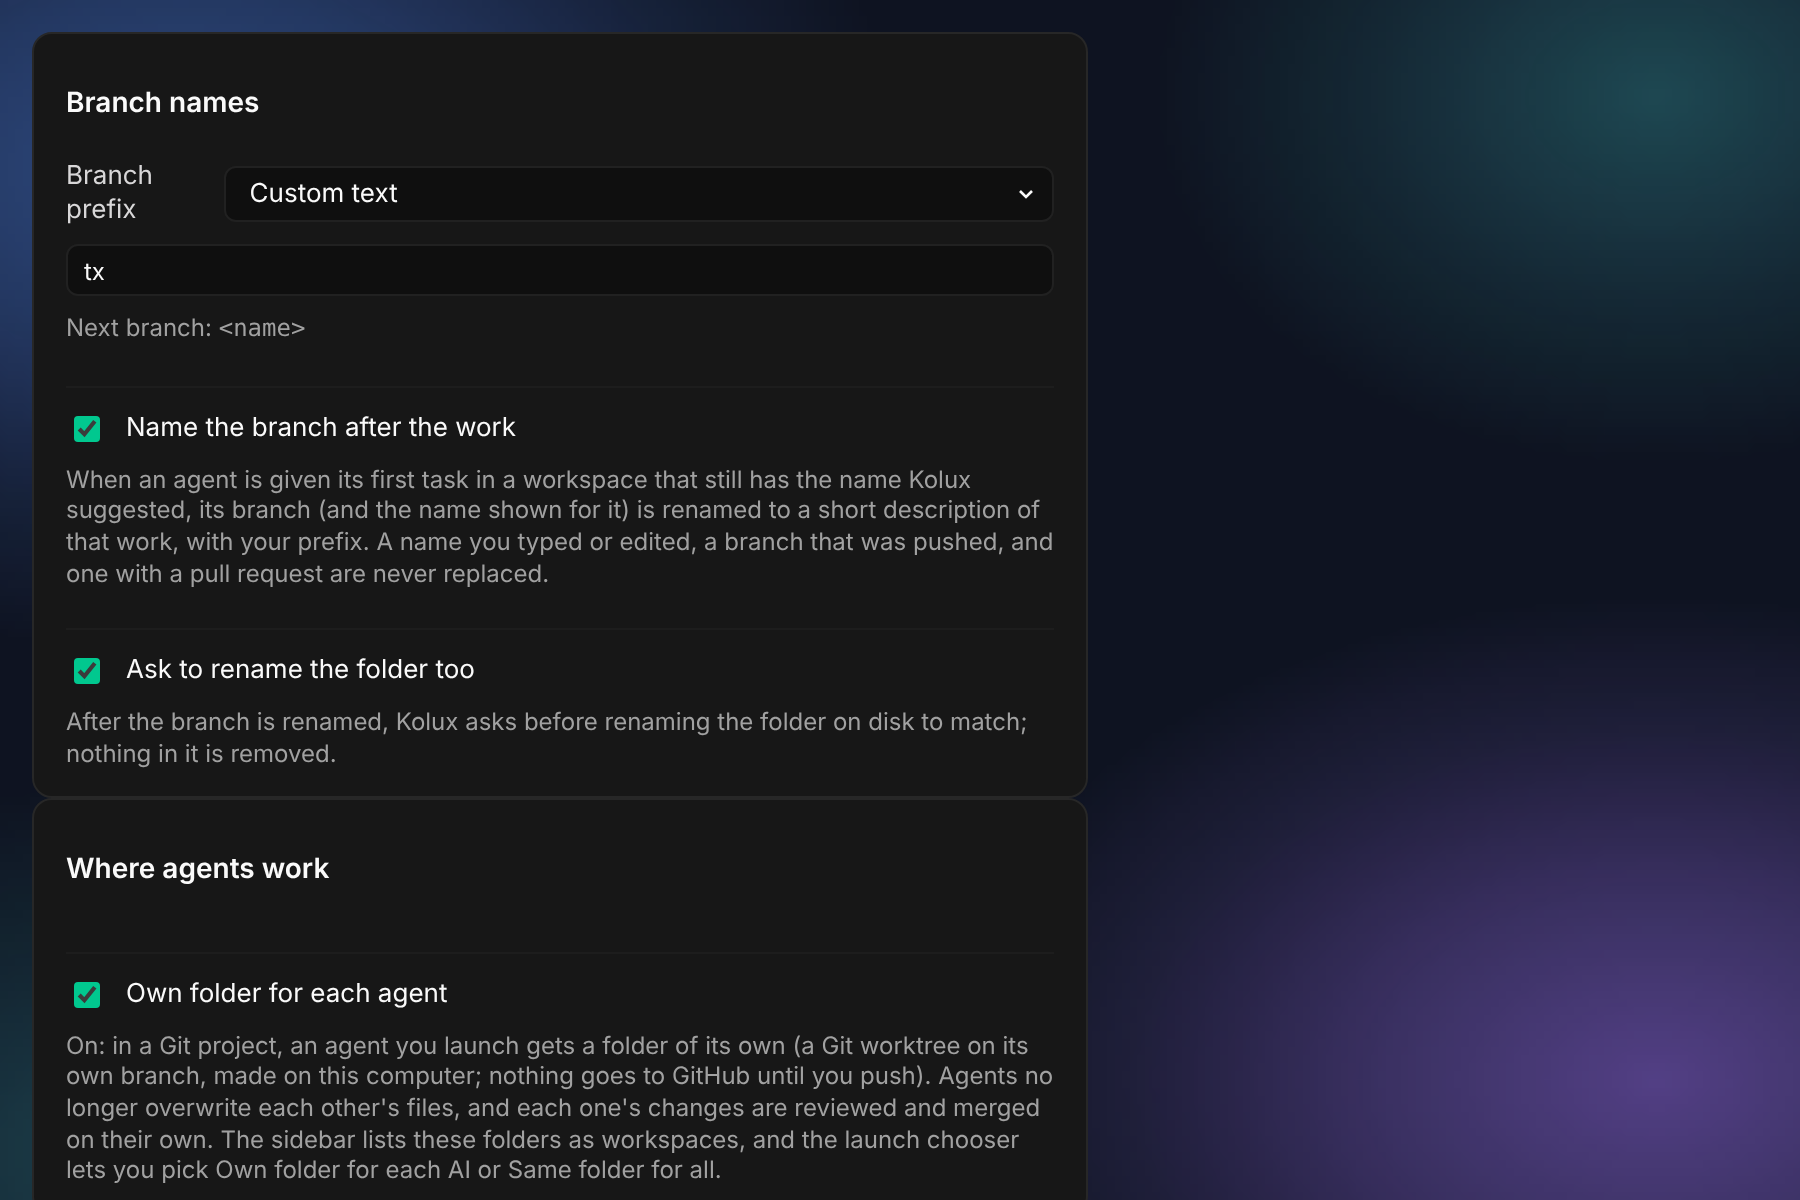 Branch names
Branch
prefix
Custom text
tx
Next branch: <name>
Name the branch after the work
When an agent is given its first task in a workspace that still has the name Kolux
suggested, its branch (and the name shown for it) is renamed to a short description of
that work, with your prefix. A name you typed or edited, a branch that was pushed, and
one with a pull request are never replaced.
Ask to rename the folder too
After the branch is renamed, Kolux asks before renaming the folder on disk to match;
nothing in it is removed.
Where agents work
Own folder for each agent
On: in a Git project, an agent you launch gets a folder of its own (a Git worktree on its
own branch, made on this computer; nothing goes to GitHub until you push). Agents no
longer overwrite each other's files, and each one's changes are reviewed and merged
on their own. The sidebar lists these folders as workspaces, and the launch chooser
lets you pick Own folder for each AI or Same folder for all.